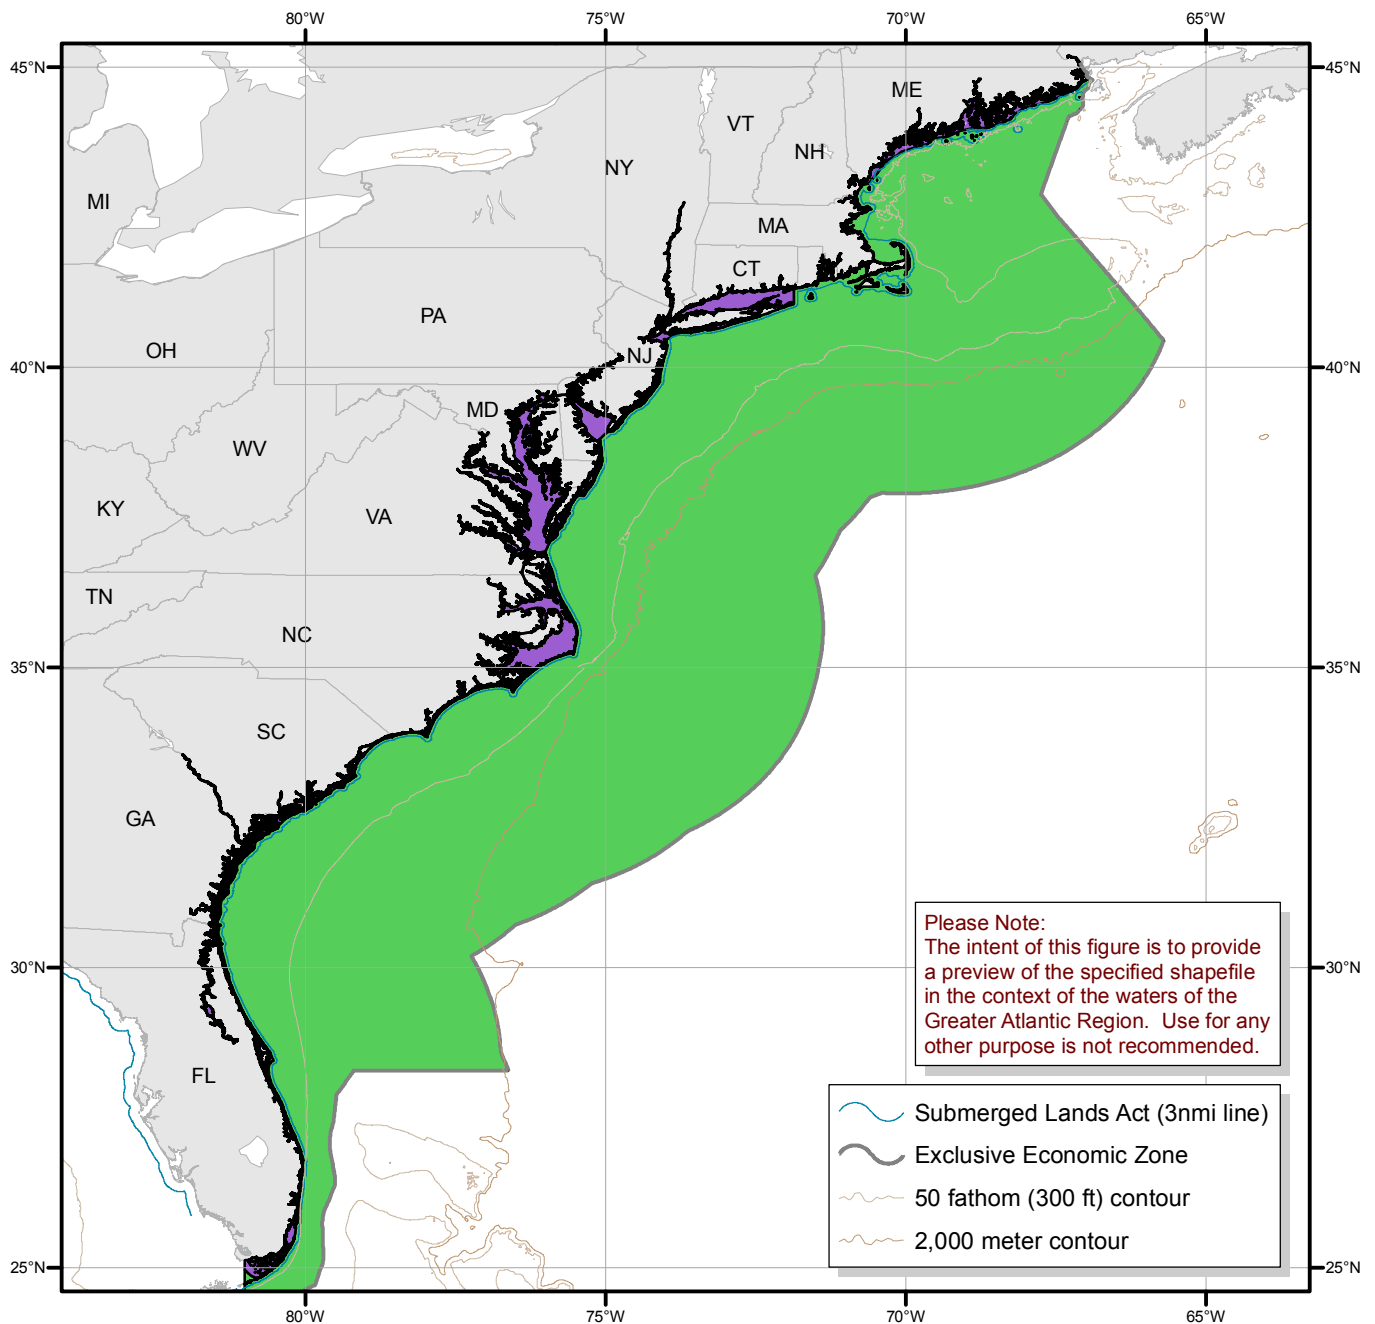 80°W
75°W
70°W
65°W
45°N
45°N
ME
VT
NH
NY
MI
MA
CT
PA
OH
NJ
40°N
40°N
MD
WV
KY
VA
TN
NC
35°N
35°N
SC
GA
Please Note:
The intent of this figure is to provide
a preview of the specified shapefile
in the context of the waters of the
Greater Atlantic Region.  Use for any
other purpose is not recommended.
30°N
30°N
FL
Submerged Lands Act (3nmi line)
Exclusive Economic Zone
50 fathom (300 ft) contour
2,000 meter contour
25°N
25°N
80°W
75°W
70°W
65°W